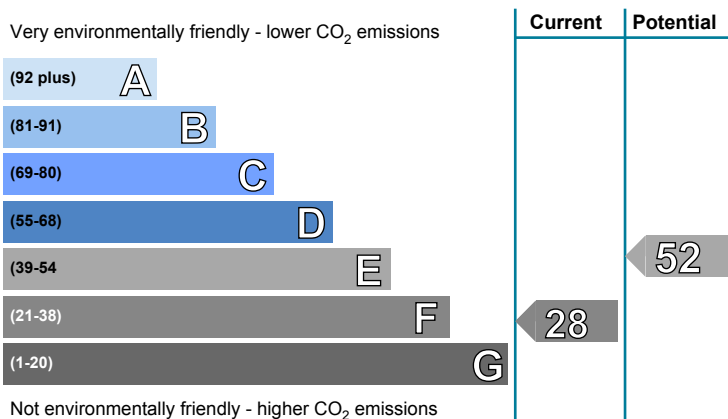 Current Potential
Very environmentally friendly - lower CO2 emissions
(92 plus) A
(81-91) B
(69-80) C
(55-68) D
(39-54 E
52
(21-38) F 28
(1-20) G
Not environmentally friendly - higher CO2 emissions